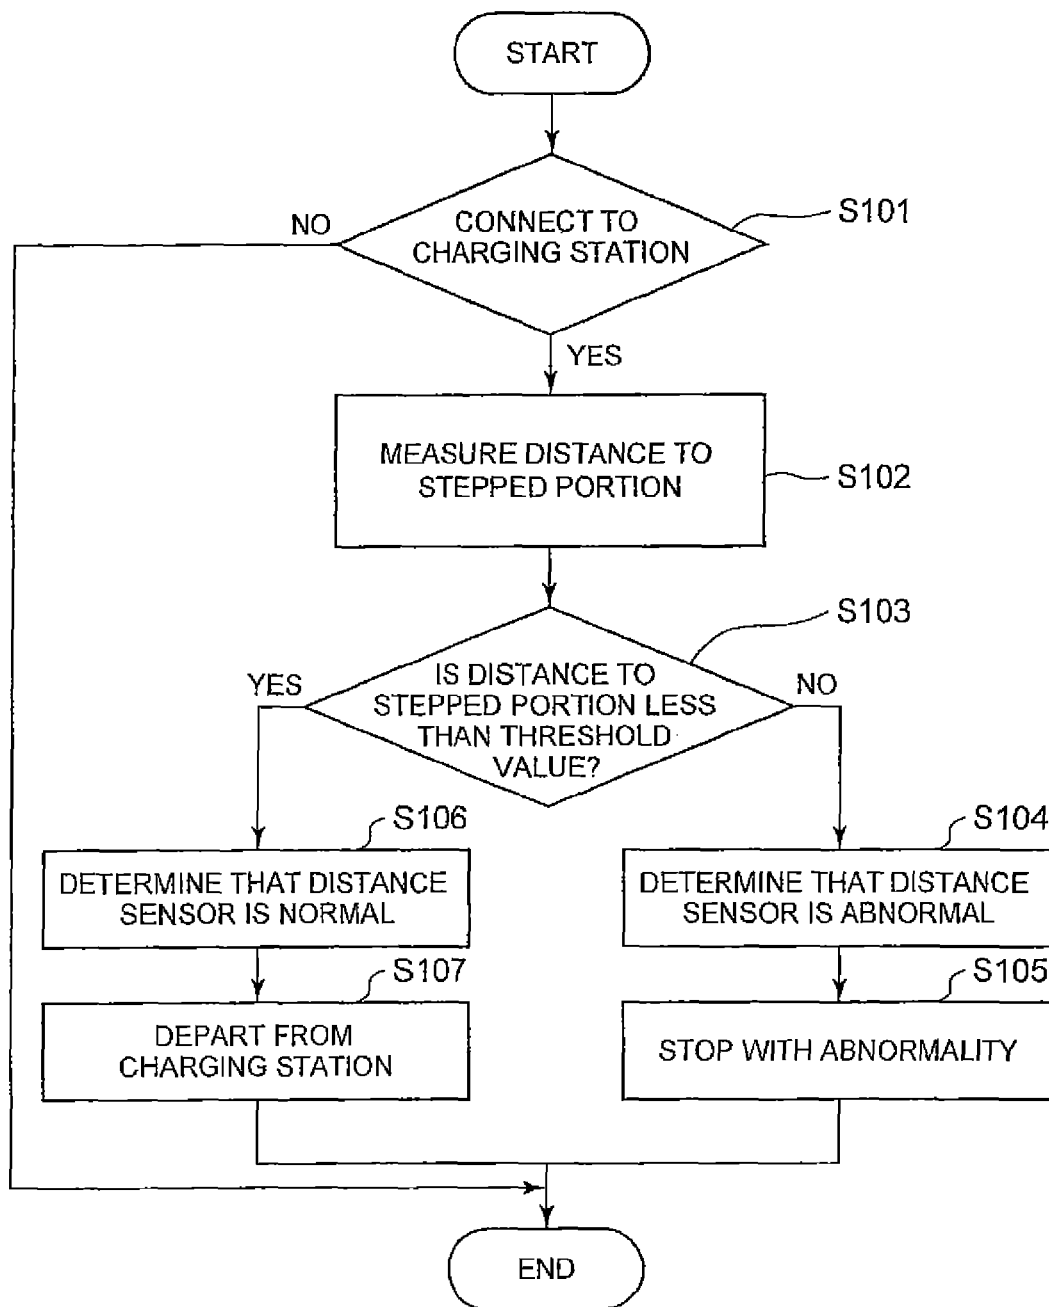 START
S101
NO
CONNECT TO
CHARGING STATION
YES
MEASURE DISTANCE TO
STEPPED PORTION
S102
S103
YES
IS DISTANCE TO
STEPPED PORTION LESS
THAN THRESHOLD
VALUE?
NO
S106
S104
DETERMINE THAT DISTANCE
SENSOR IS NORMAL
DETERMINE THAT DISTANCE
SENSOR IS ABNORMAL
S107
S105
DEPART FROM
CHARGING STATION
STOP WITH ABNORMALITY
END